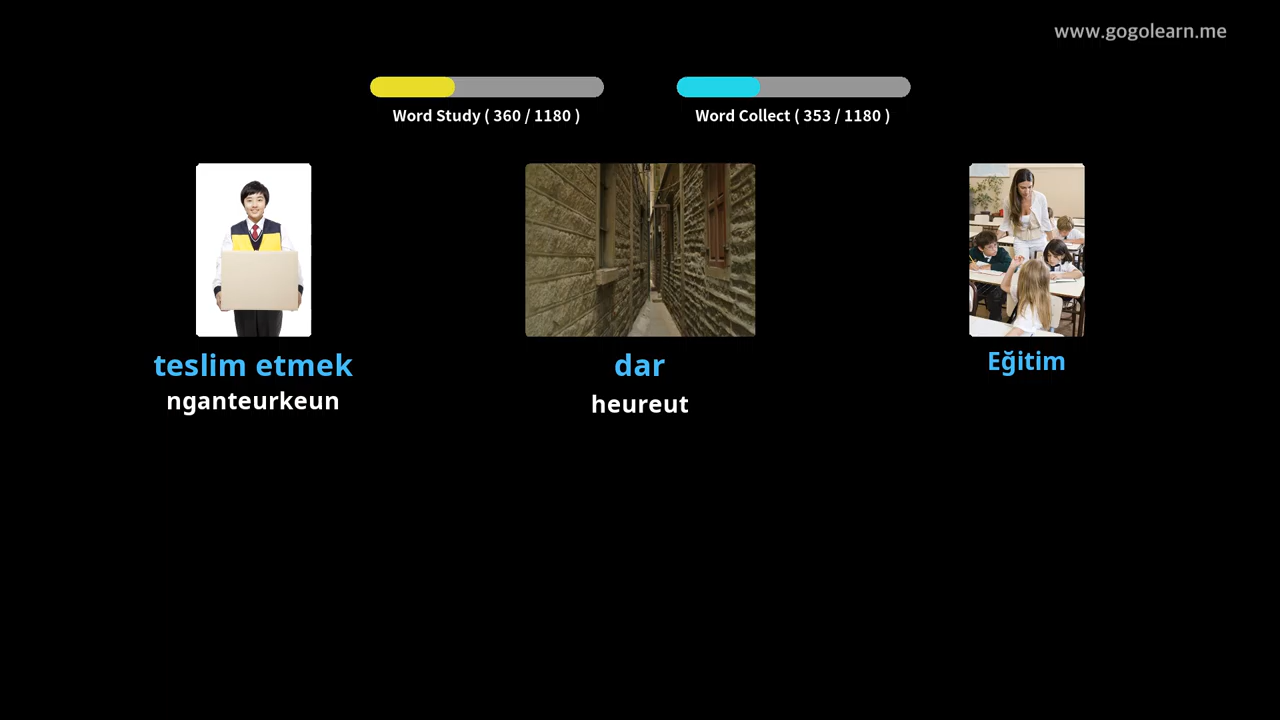 www.gogolearn.me
Word Study ( 360 / 1180 )
Word Collect ( 353 / 1180 )
teslim etmek
nganteurkeun
dar
heureut
Eğitim